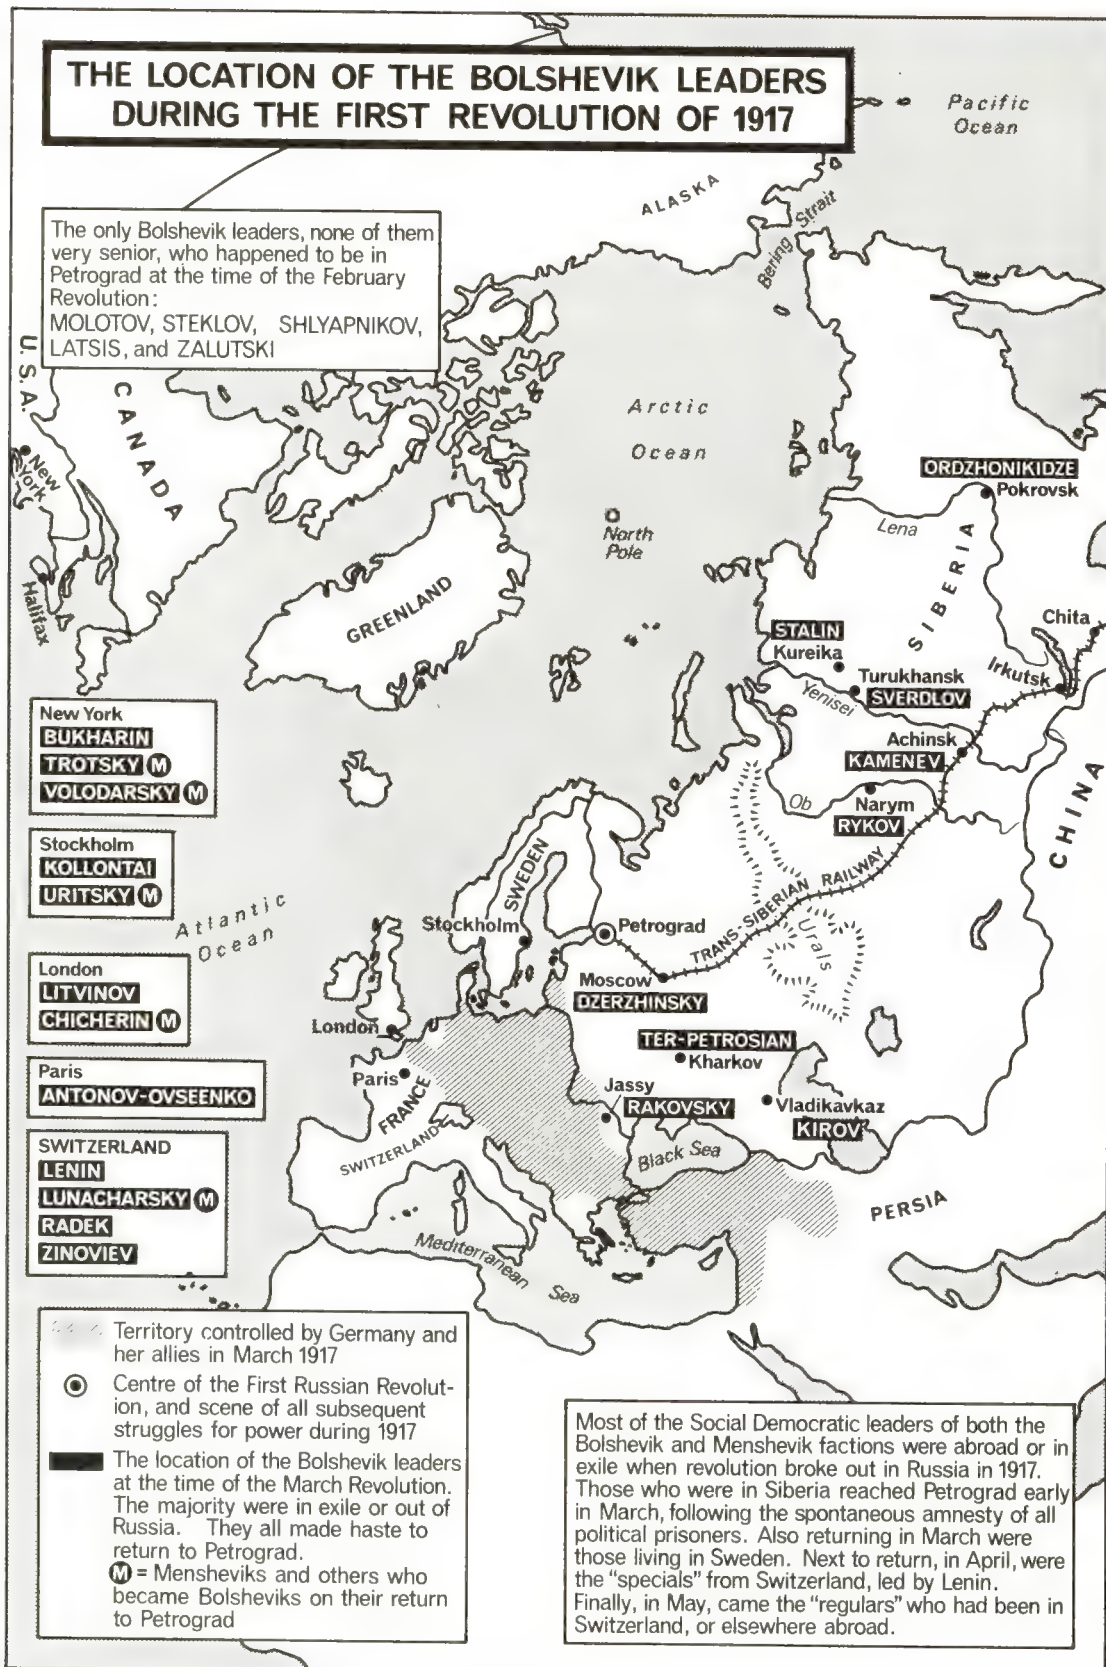 THE LOCATION OF THE BOLSHEVIK LEADERS
DURING THE FIRST REVOLUTION OF 1917
Pacific
Ocean
ALASKA
Bering Strait
The only Bolshevik leaders, none of them
very senior, who happened to be in
Petrograd at the time of the February
Revolution:
MOLOTOV, STEKLOV, SHLYAPNIKOV,
LATSIS, and ZALUTSKI
U.S.A.
CANADA
New
York
Halifax
Arctic
Ocean
North
Pole
GREENLAND
ORDZHONIKIDZE
Pokrovsk
Lena
SIBERIA
Chita
STALIN
Kureika
Turukhansk
SVERDLOV
Irkutsk
Yenisei
Achinsk
KAMENEV
Ob
Narym
RYKOV
CHINA
New York
BUKHARIN
TROTSKY M
VOLODARSKY M
Stockholm
KOLLONTAI
URITSKY M
Atlantic
Ocean
SWEDEN
Stockholm
Petrograd
TRANS-SIBERIAN RAILWAY
Urals
Moscow
DZERZHINSKY
London
LITVINOV
CHICHERIN M
London
TER-PETROSIAN
Kharkov
Paris
ANTONOV-OVSEENKO
Paris
FRANCE
Jassy
RAKOVSKY
Vladikavkaz
KIROV
SWITZERLAND
Black Sea
SWITZERLAND
LENIN
LUNACHARSKY M
RADEK
ZINOVIEV
PERSIA
Mediterranean Sea
Territory controlled by Germany and
her allies in March 1917
Centre of the First Russian Revolut-
ion, and scene of all subsequent
struggles for power during 1917
The location of the Bolshevik leaders
at the time of the March Revolution.
The majority were in exile or out of
Russia. They all made haste to
return to Petrograd.
M = Mensheviks and others who
became Bolsheviks on their return
to Petrograd
Most of the Social Democratic leaders of both the
Bolshevik and Menshevik factions were abroad or in
exile when revolution broke out in Russia in 1917.
Those who were in Siberia reached Petrograd early
in March, following the spontaneous amnesty of all
political prisoners. Also returning in March were
those living in Sweden. Next to return, in April, were
the "specials" from Switzerland, led by Lenin.
Finally, in May, came the "regulars" who had been in
Switzerland, or elsewhere abroad.